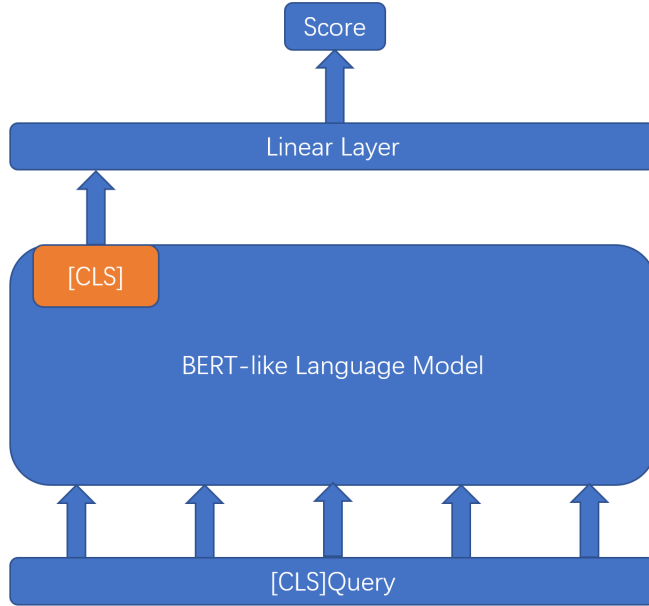 Score
Linear Layer
[CLS]
BERT-like Language Model
[CLS]Query